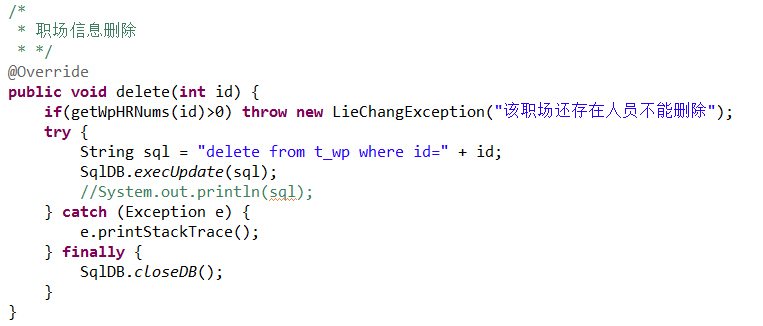 /*
 * 职场信息删除
 * */
@Override
public void delete(int id) {
    if(getWpHRNums(id)>0) throw new LieChangException("该职场还存在人员不能删除");
    try {
        String sql = "delete from t_wp where id=" + id;
        SqlDB.execUpdate(sql);
        //System.out.println(sql);
    } catch (Exception e) {
        e.printStackTrace();
    } finally {
        SqlDB.closeDB();
    }
}